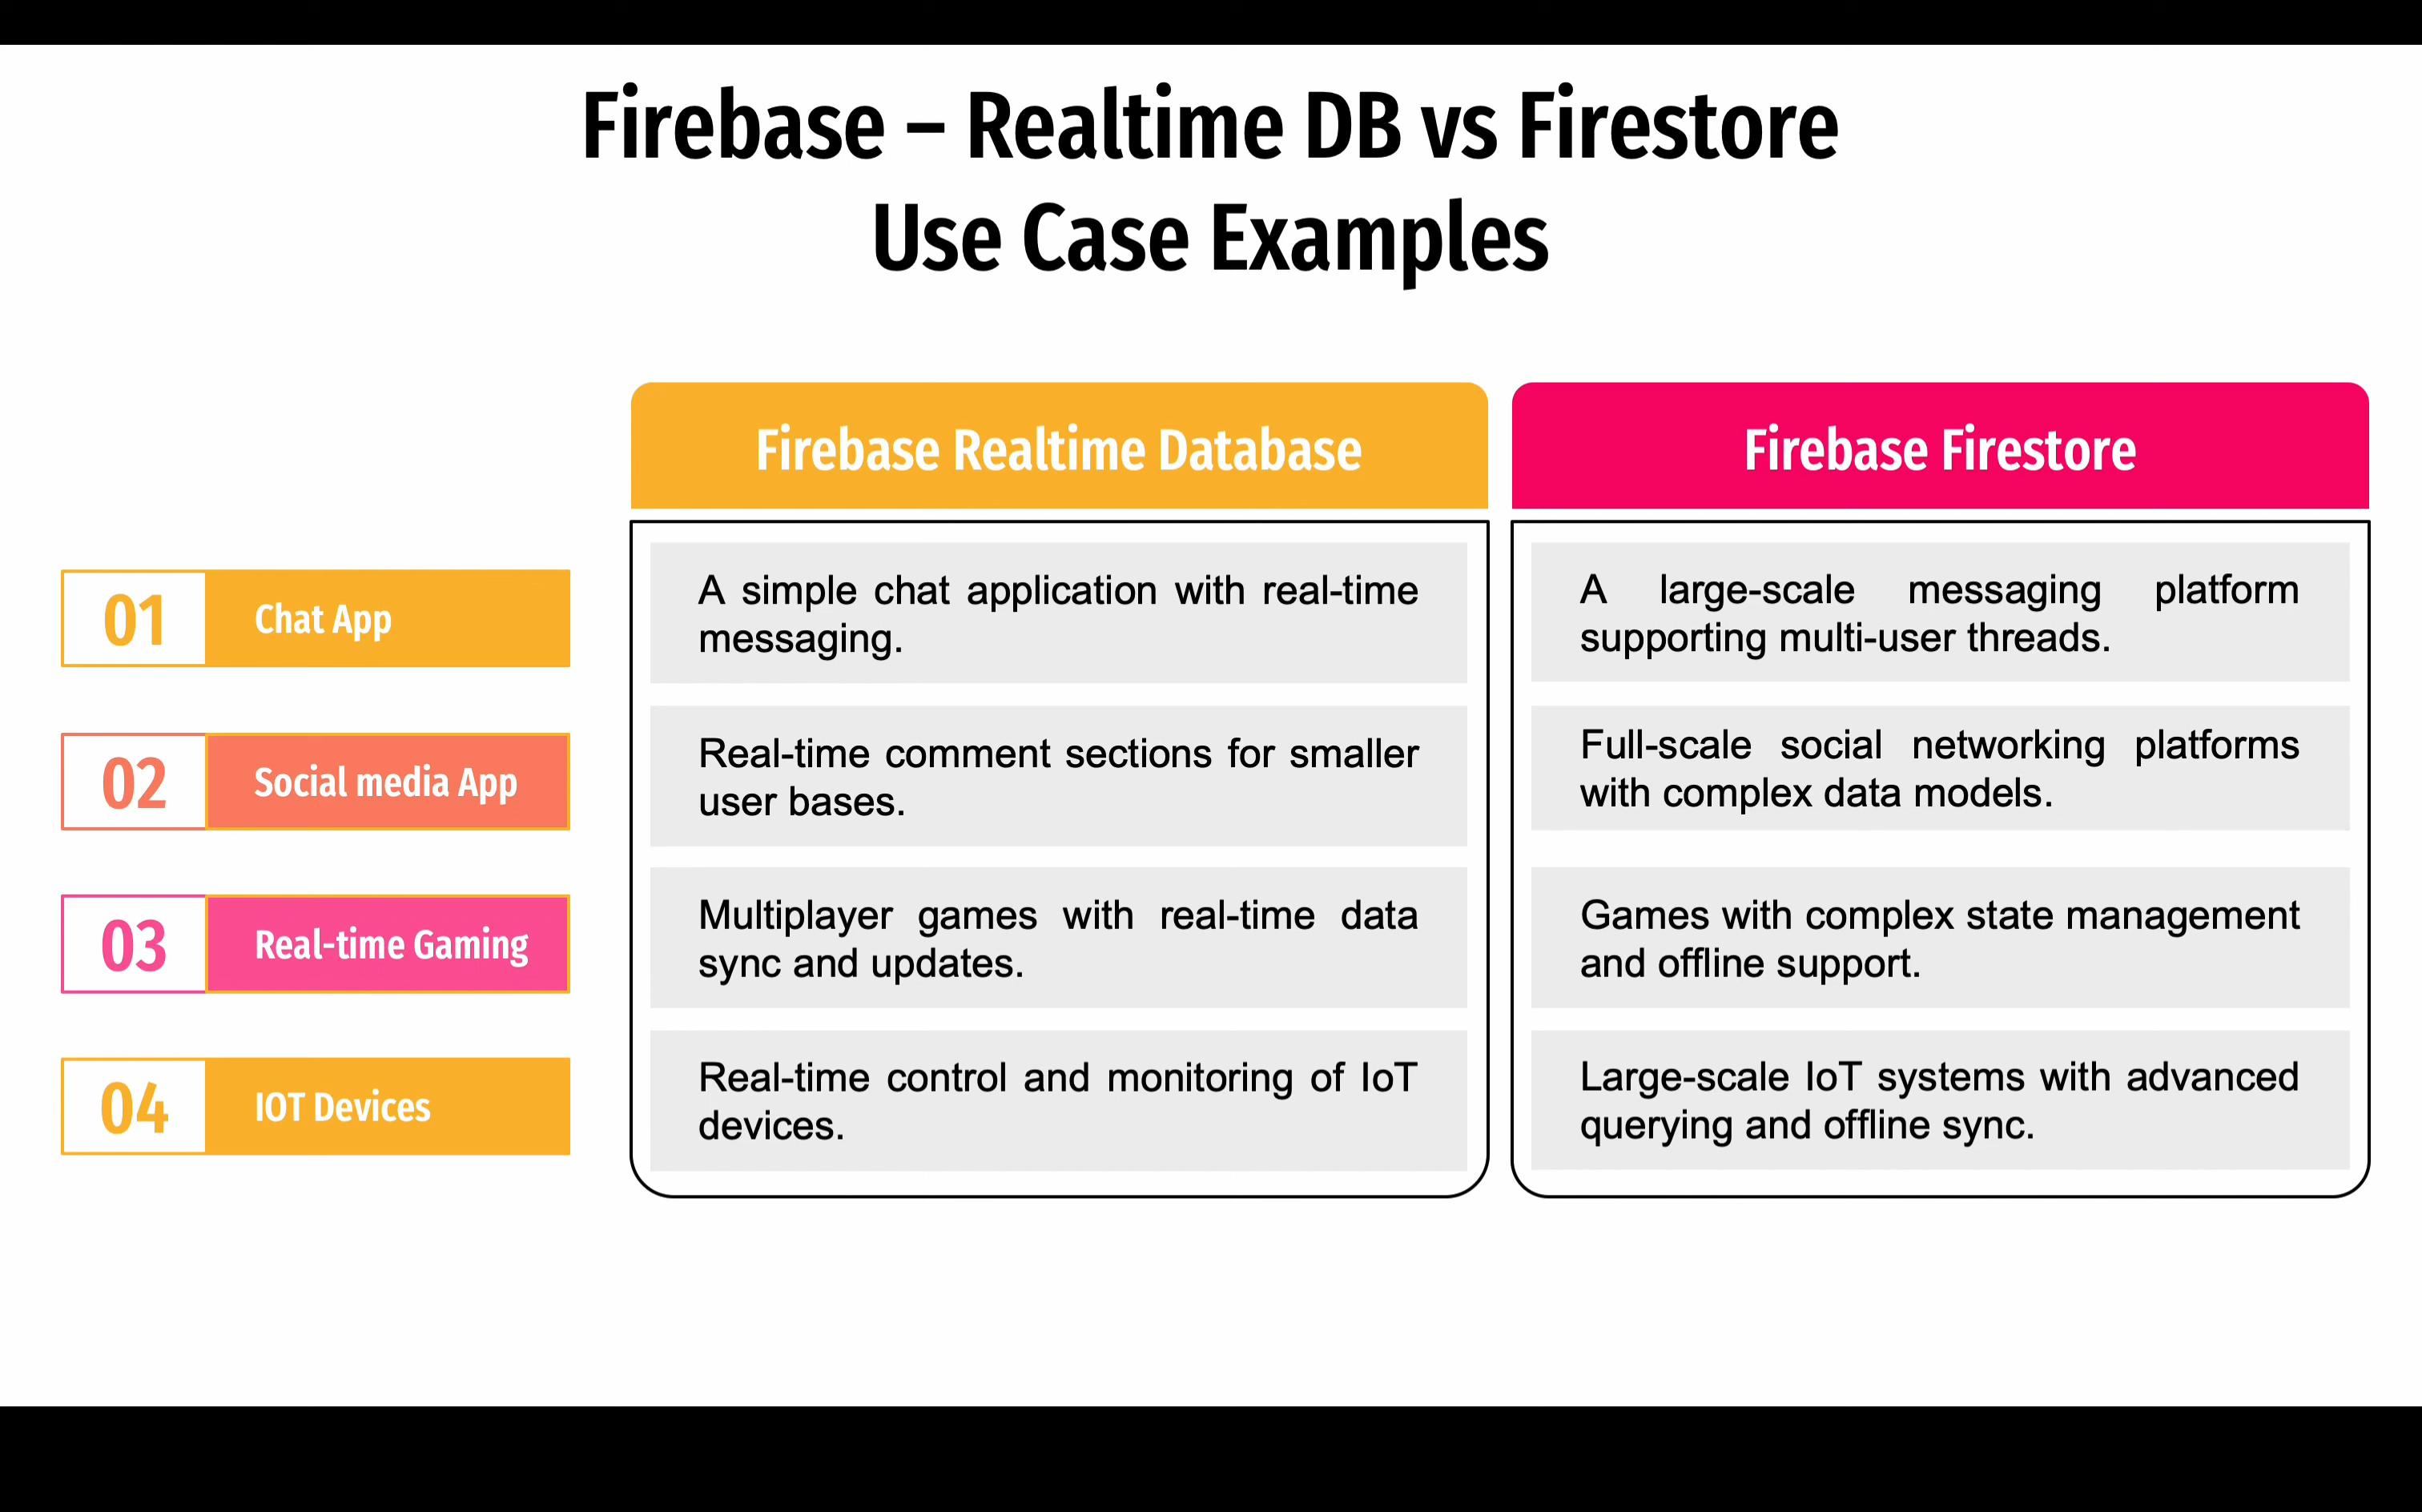 Firebase – Realtime DB vs Firestore
Use Case Examples
Firebase Realtime Database
Firebase Firestore
01
Chat App
A simple chat application with real-time
messaging.
A large-scale messaging platform
supporting multi-user threads.
02
Social media App
Real-time comment sections for smaller
user bases.
Full-scale social networking platforms
with complex data models.
03
Real-time Gaming
Multiplayer games with real-time data
sync and updates.
Games with complex state management
and offline support.
04
IOT Devices
Real-time control and monitoring of IoT
devices.
Large-scale IoT systems with advanced
querying and offline sync.